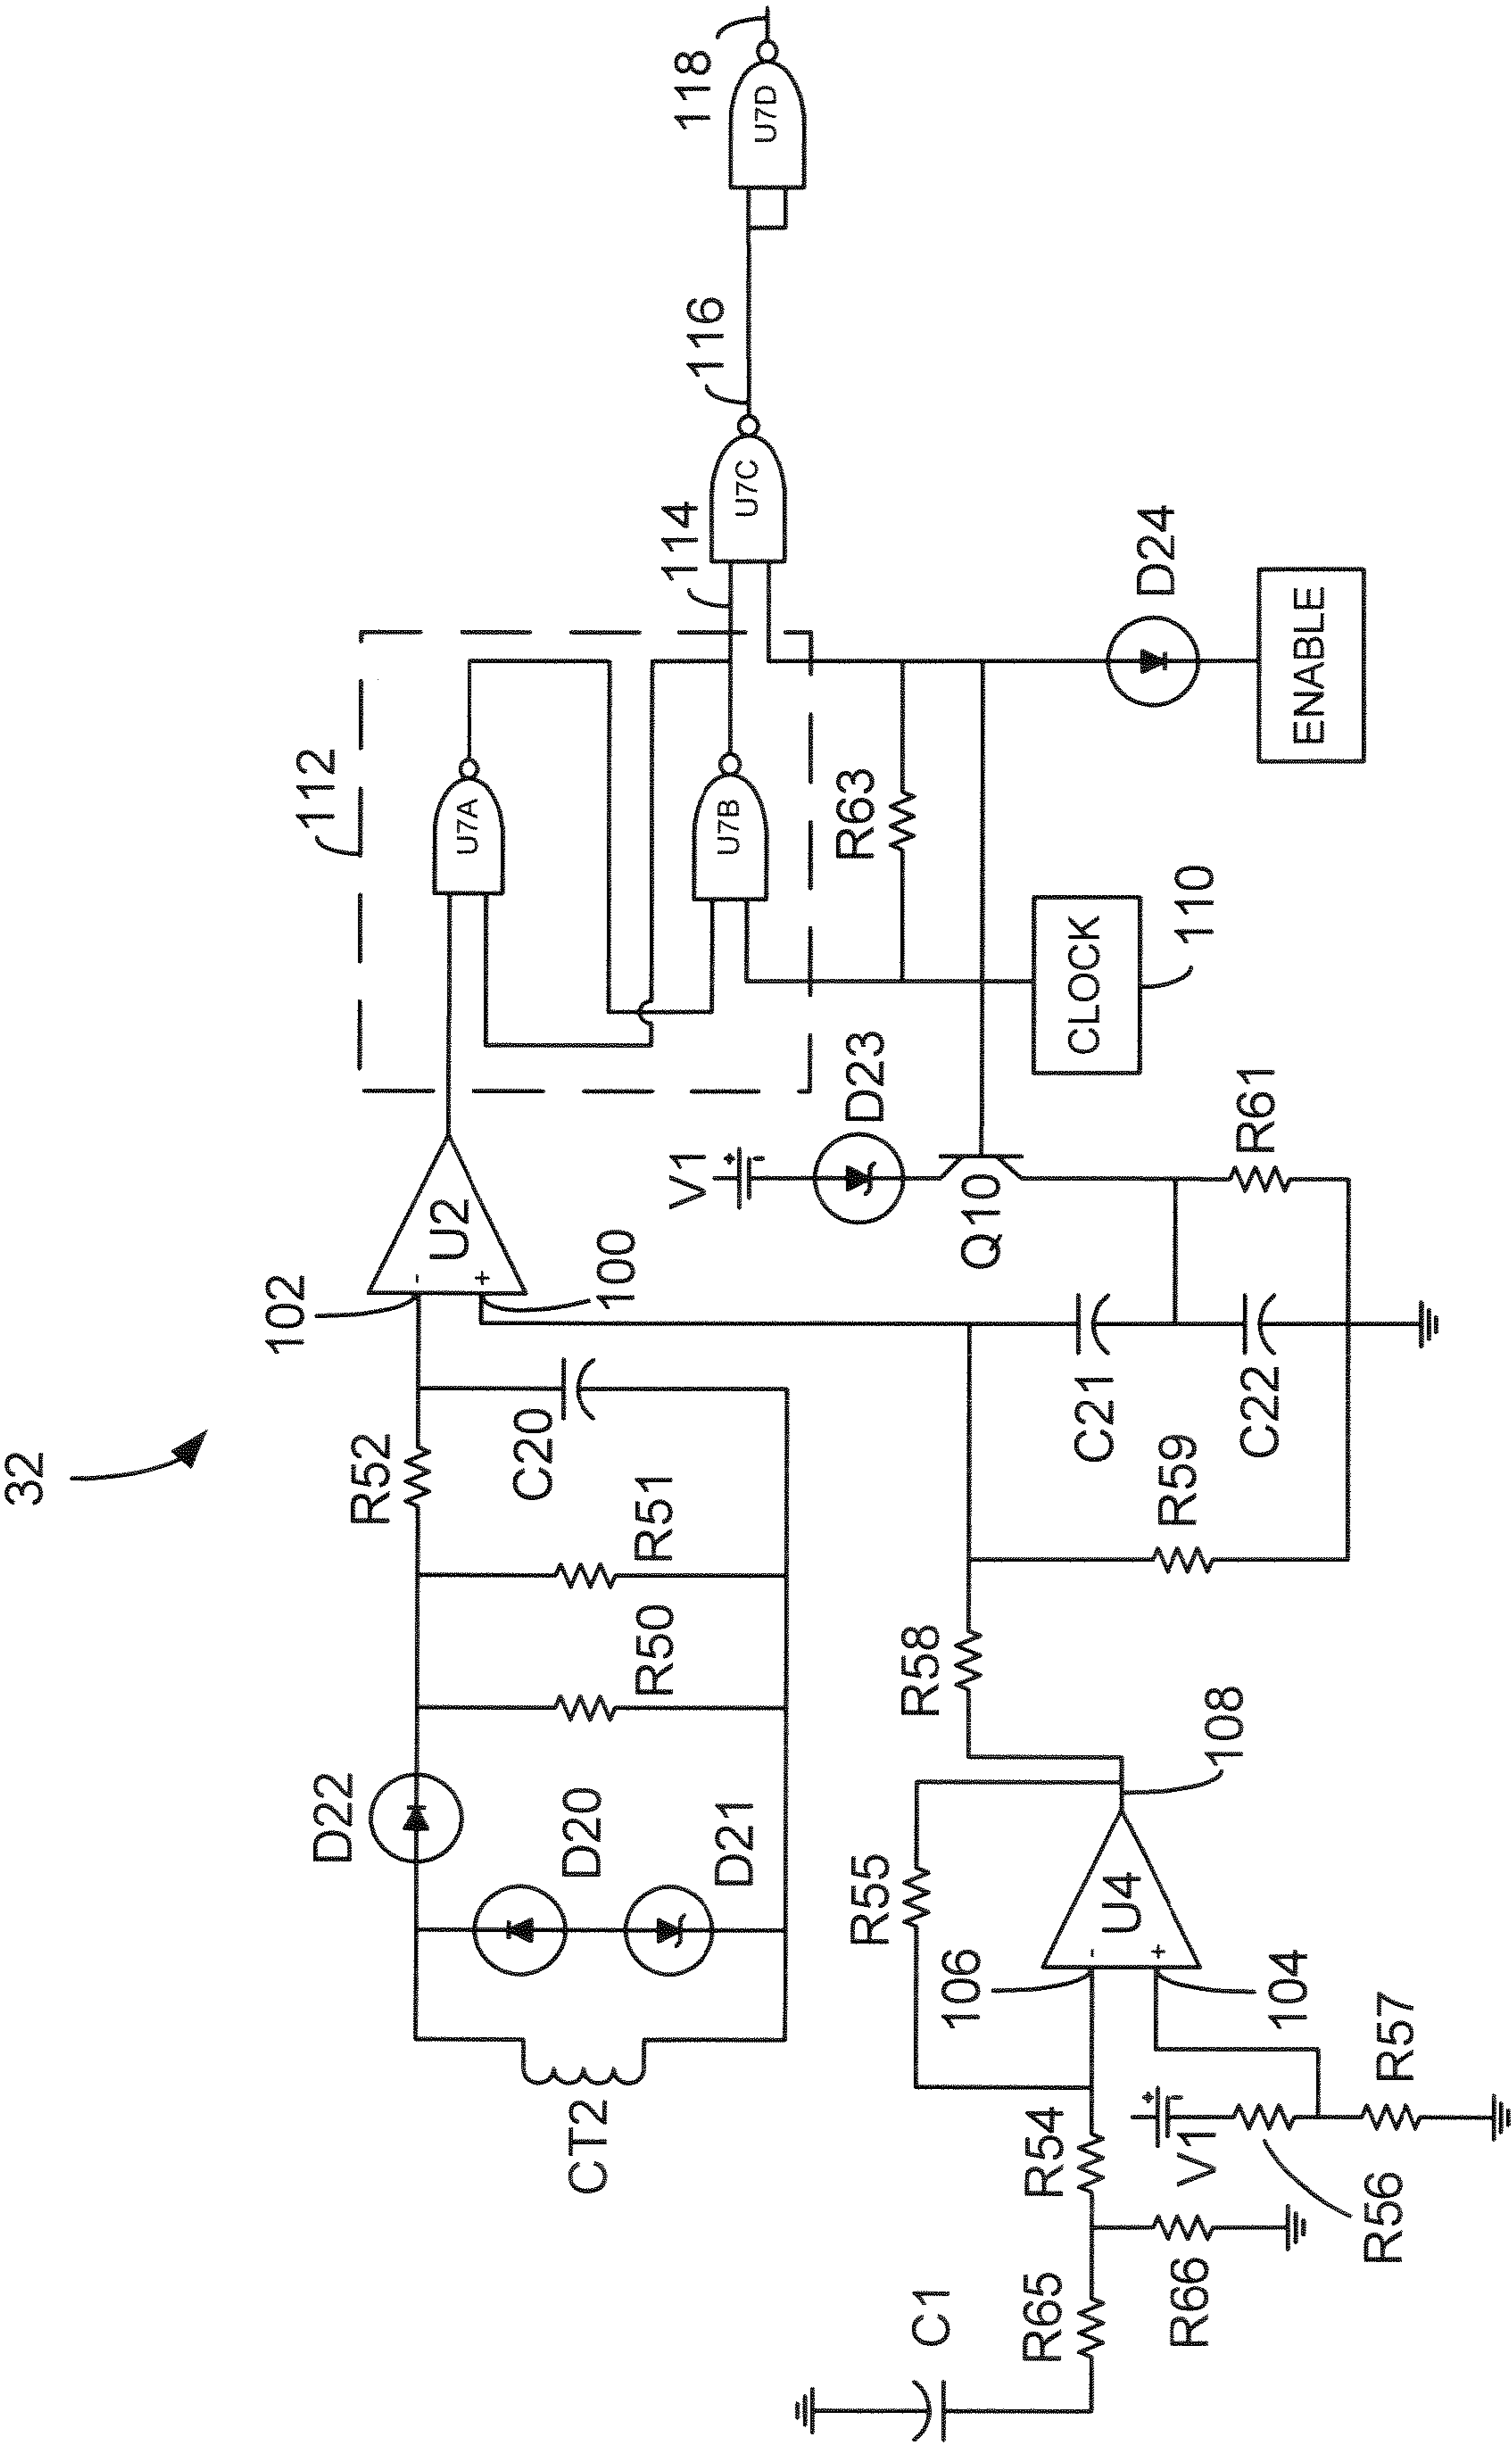 32
102
R52
U2
-
+
100
C20
R51
R50
D22
D20
D21
CT2
112
U7A
U7B
114
U7C
116
U7D
118
R63
D24
ENABLE
CLOCK
110
D23
V1
+
-
Q10
R61
C21
C22
R59
R58
108
R55
U4
-
+
106
104
R57
R54
V1
+
-
R56
R66
R65
C1